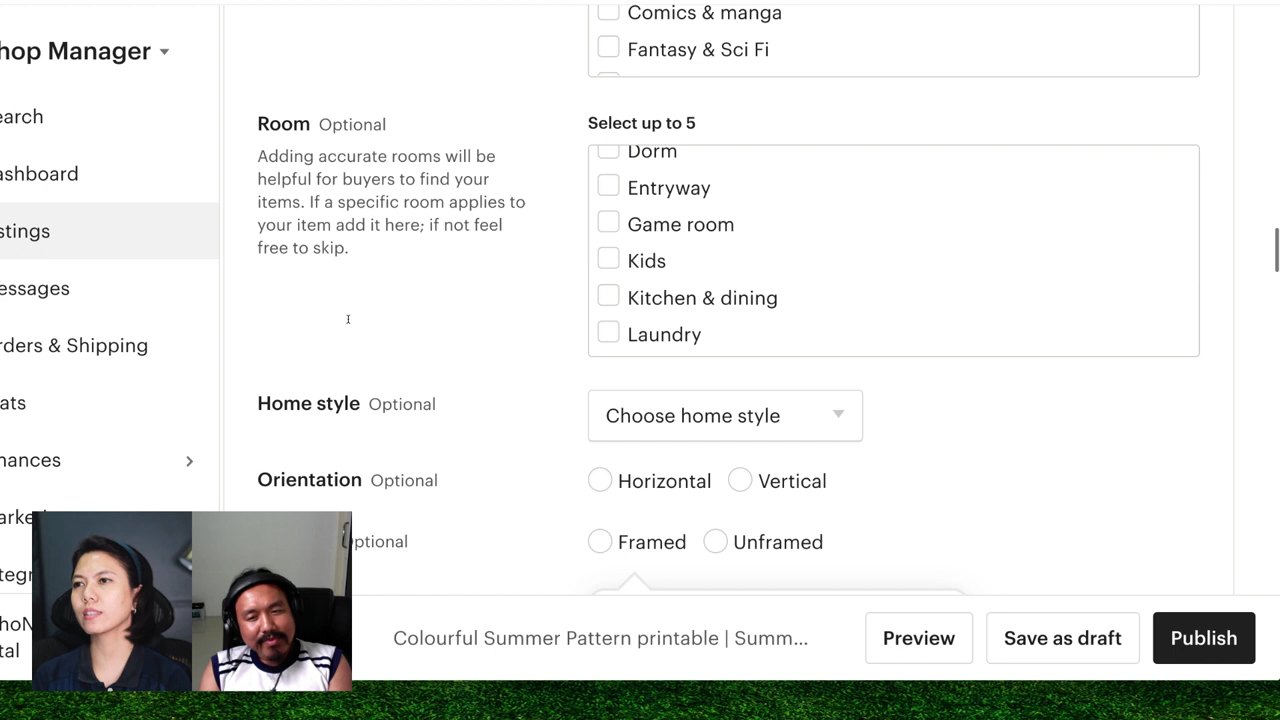 Comics & manga
hop Manager
Fantasy & Sci Fi
earch
Room Optional
Select up to 5
Adding accurate rooms will be
helpful for buyers to find your
items. If a specific room applies to
your item add it here; if not feel
free to skip.
Dorm
Entryway
Game room
Kids
Kitchen & dining
Laundry
ashboard
stings
essages
rders & Shipping
ats
nances
Home style Optional
Choose home style
Orientation Optional
Horizontal
Vertical
arke
ptional
Framed
Unframed
tegr
hoN
tal
Colourful Summer Pattern printable | Summ...
Preview
Save as draft
Publish